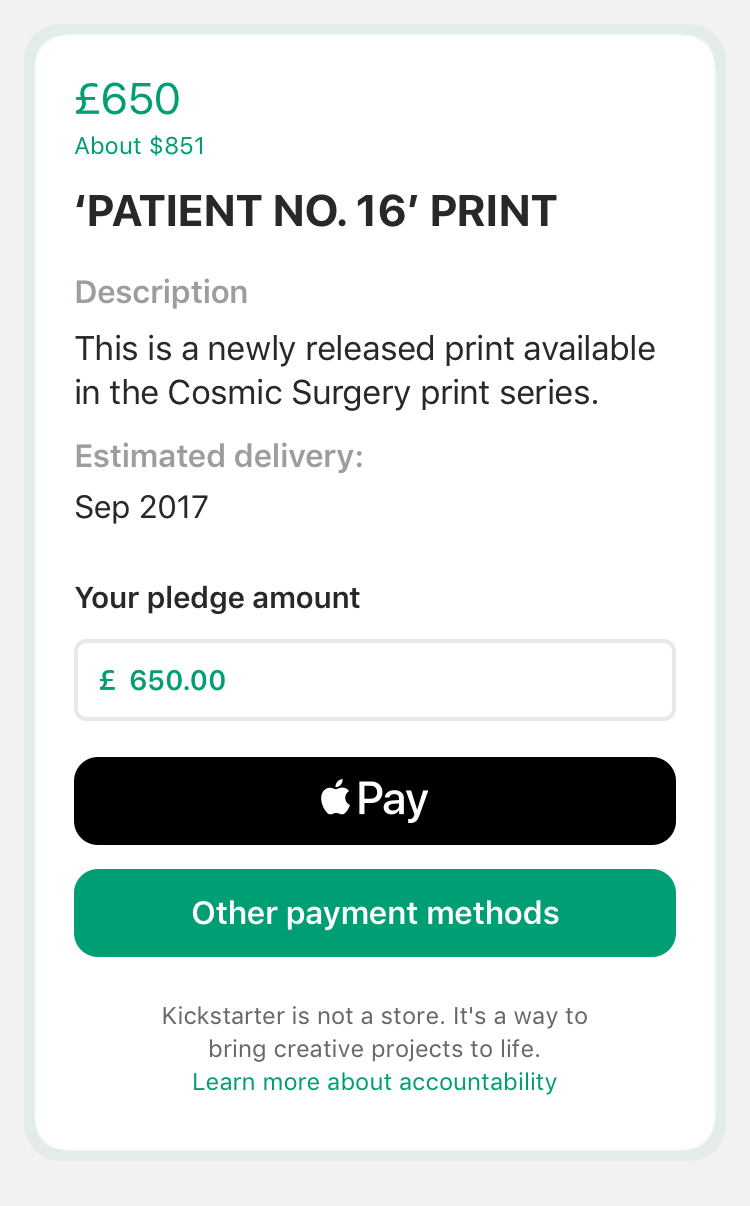 £650
About $851
‘PATIENT NO. 16’ PRINT
Description
This is a newly released print available
in the Cosmic Surgery print series.
Estimated delivery:
Sep 2017
Your pledge amount
£ 650.00
Pay
Other payment methods
Kickstarter is not a store. It's a way to
bring creative projects to life.
Learn more about accountability